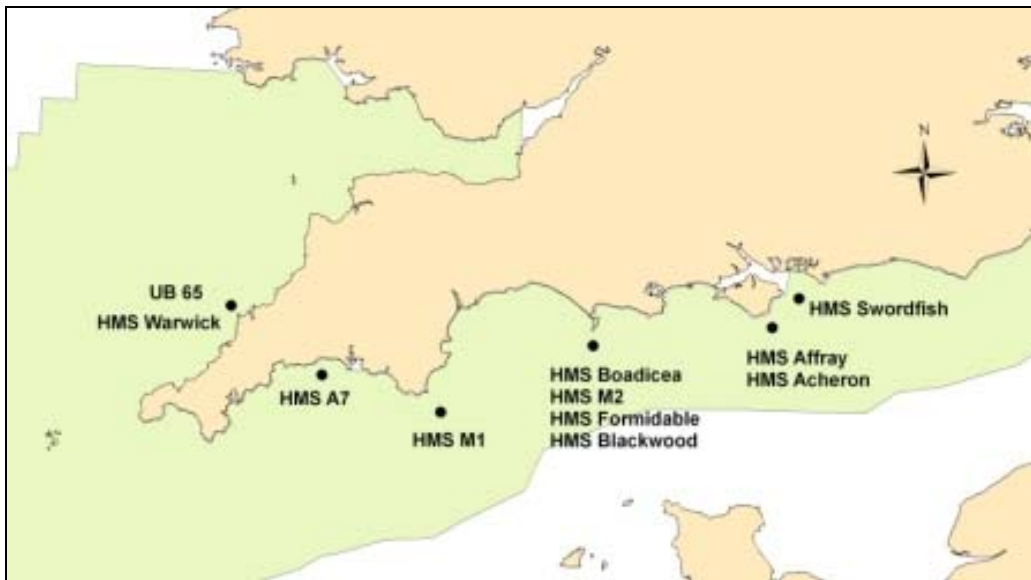 N
UB 65
HMS Warwick
HMS Swordfish
HMS Affray
HMS Acheron
HMS Boadicea
HMS M2
HMS Formidable
HMS Blackwood
HMS A7
HMS M1